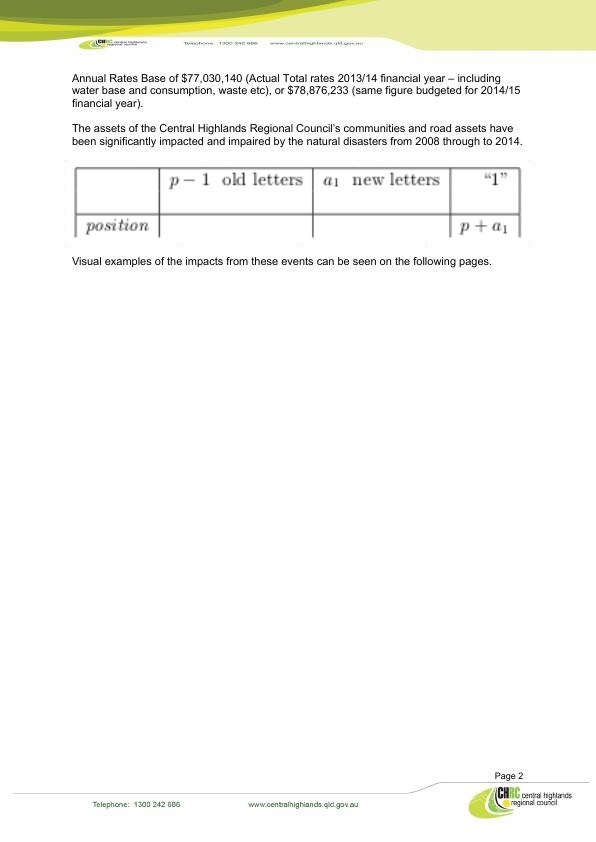 CHRC central highlands
regional council
Telephone: 1300 242 686 www.centralhighlands.qld.gov.au
Annual Rates Base of $77,030,140 (Actual Total rates 2013/14 financial year – including
water base and consumption, waste etc), or $78,876,233 (same figure budgeted for 2014/15
financial year).
The assets of the Central Highlands Regional Council's communities and road assets have
been significantly impacted and impaired by the natural disasters from 2008 through to 2014.
p − 1 old letters a₁ new letters “1”
position p + a₁
Visual examples of the impacts from these events can be seen on the following pages.
Page 2
Telephone: 1300 242 686 www.centralhighlands.qld.gov.au
CHRC central highlands
regional council